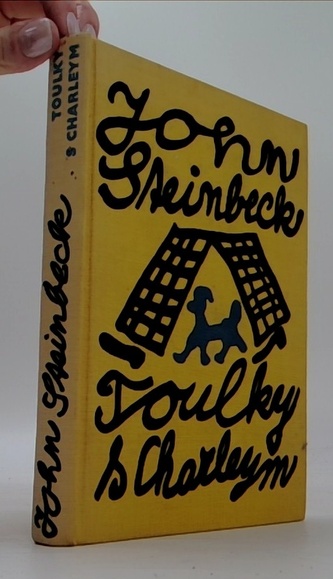 John
Steinbeck
Toulky
s Charleym
John Steinbeck
TOULKY
S CHARLEYM